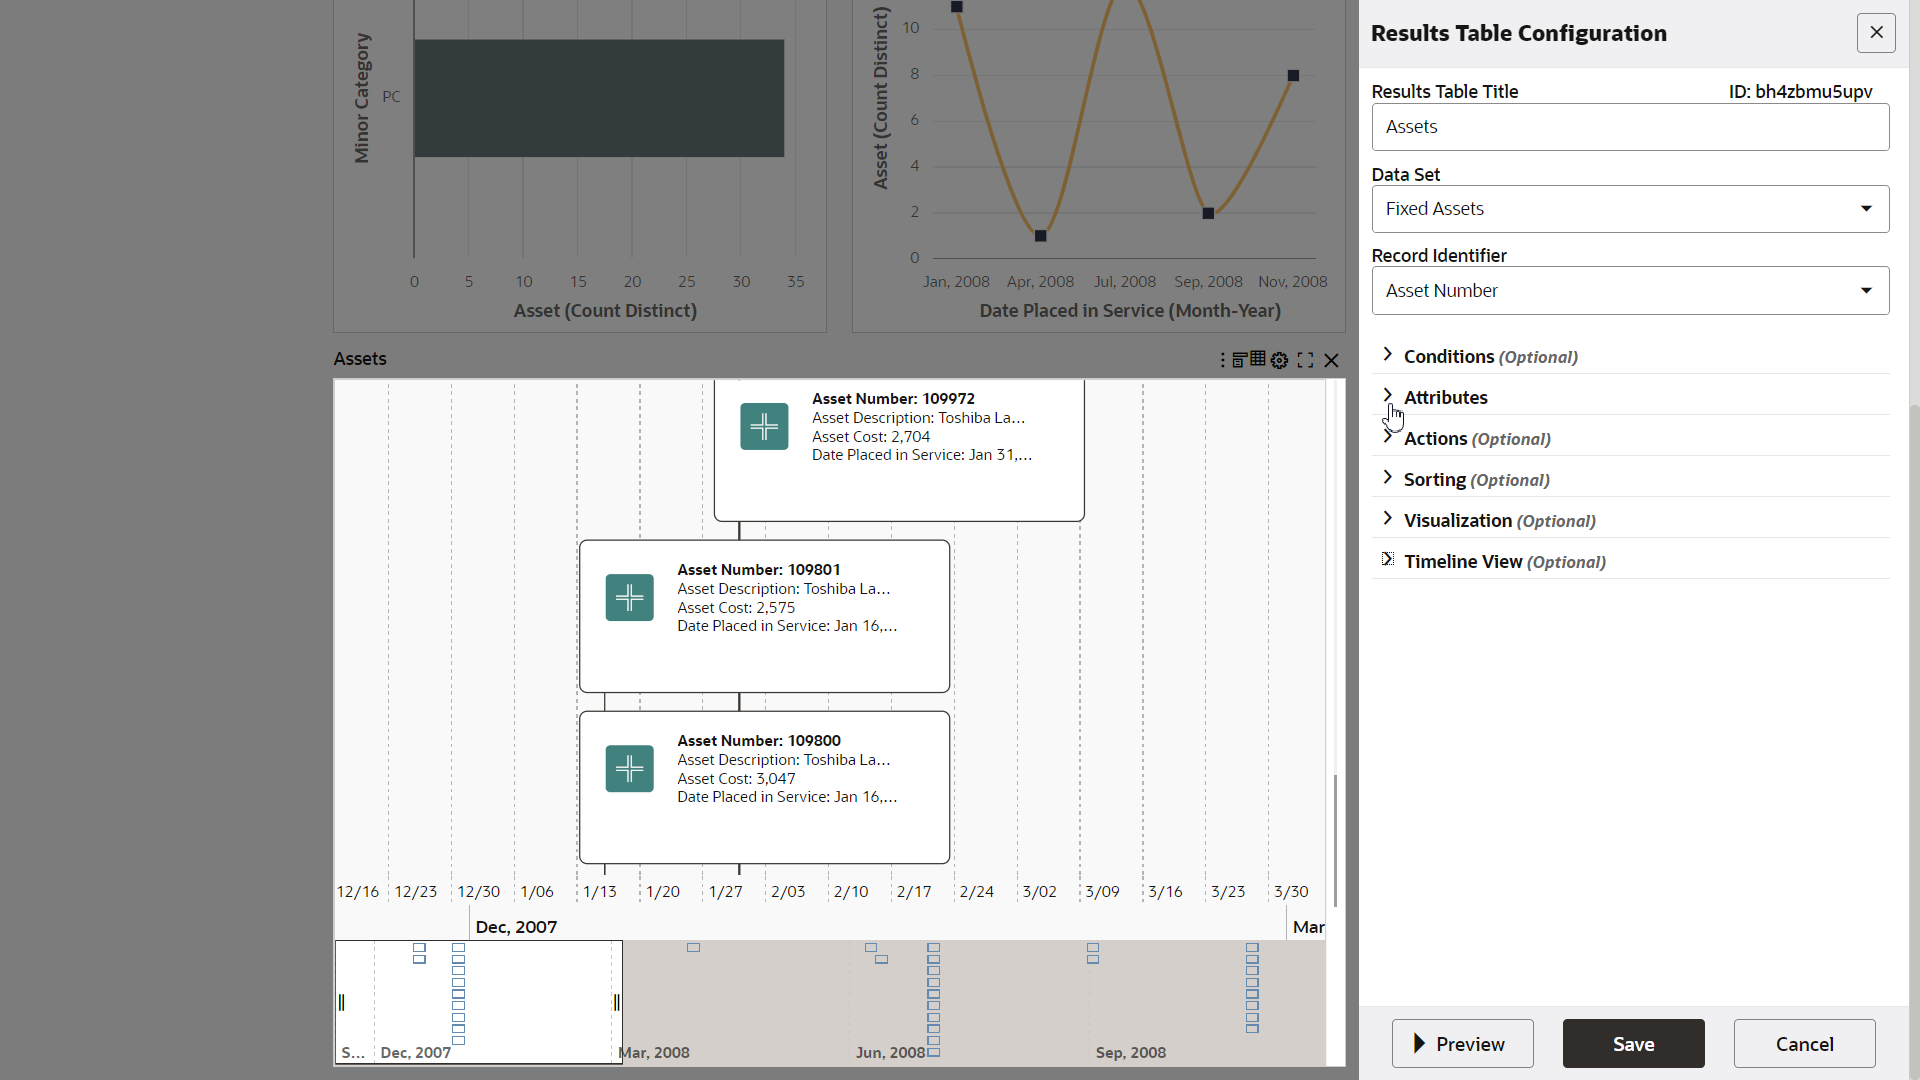 Minor Category
PC
0 5 10 15 20 25 30 35
Asset (Count Distinct)
Asset (Count Distinct)
10
8
6
4
2
0
Jan, 2008 Apr, 2008 Jul, 2008 Sep, 2008 Nov, 2008
Date Placed in Service (Month-Year)
Assets
Asset Number: 109972
Asset Description: Toshiba La...
Asset Cost: 2,704
Date Placed in Service: Jan 31,...
Asset Number: 109801
Asset Description: Toshiba La...
Asset Cost: 2,575
Date Placed in Service: Jan 16,...
Asset Number: 109800
Asset Description: Toshiba La...
Asset Cost: 3,047
Date Placed in Service: Jan 16,...
12/16 12/23 12/30 1/06 1/13 1/20 1/27 2/03 2/10 2/17 2/24 3/02 3/09 3/16 3/23 3/30
Dec, 2007 Mar
S... Dec, 2007 Mar, 2008 Jun, 2008 Sep, 2008
Results Table Configuration
Results Table Title ID: bh4zbmu5upv
Assets
Data Set
Fixed Assets
Record Identifier
Asset Number
Conditions (Optional)
Attributes
Actions (Optional)
Sorting (Optional)
Visualization (Optional)
Timeline View (Optional)
Preview Save Cancel